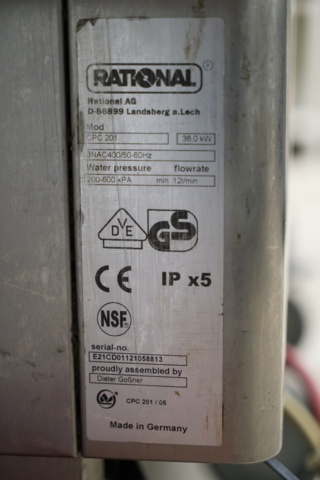 RATIONAL
Rational AG
D-86899 Landsberg a.Lech
Mod
CPC 201 38.0 kW
3NAC400/50-60Hz
Water pressure flowrate
200-600 kPA min. 12l/min
DVE GS
CE IP x5
NSF
serial-no.
E21CD01121058813
proudly assembled by
Dieter Goßner
CPC 201 / 05
Made in Germany